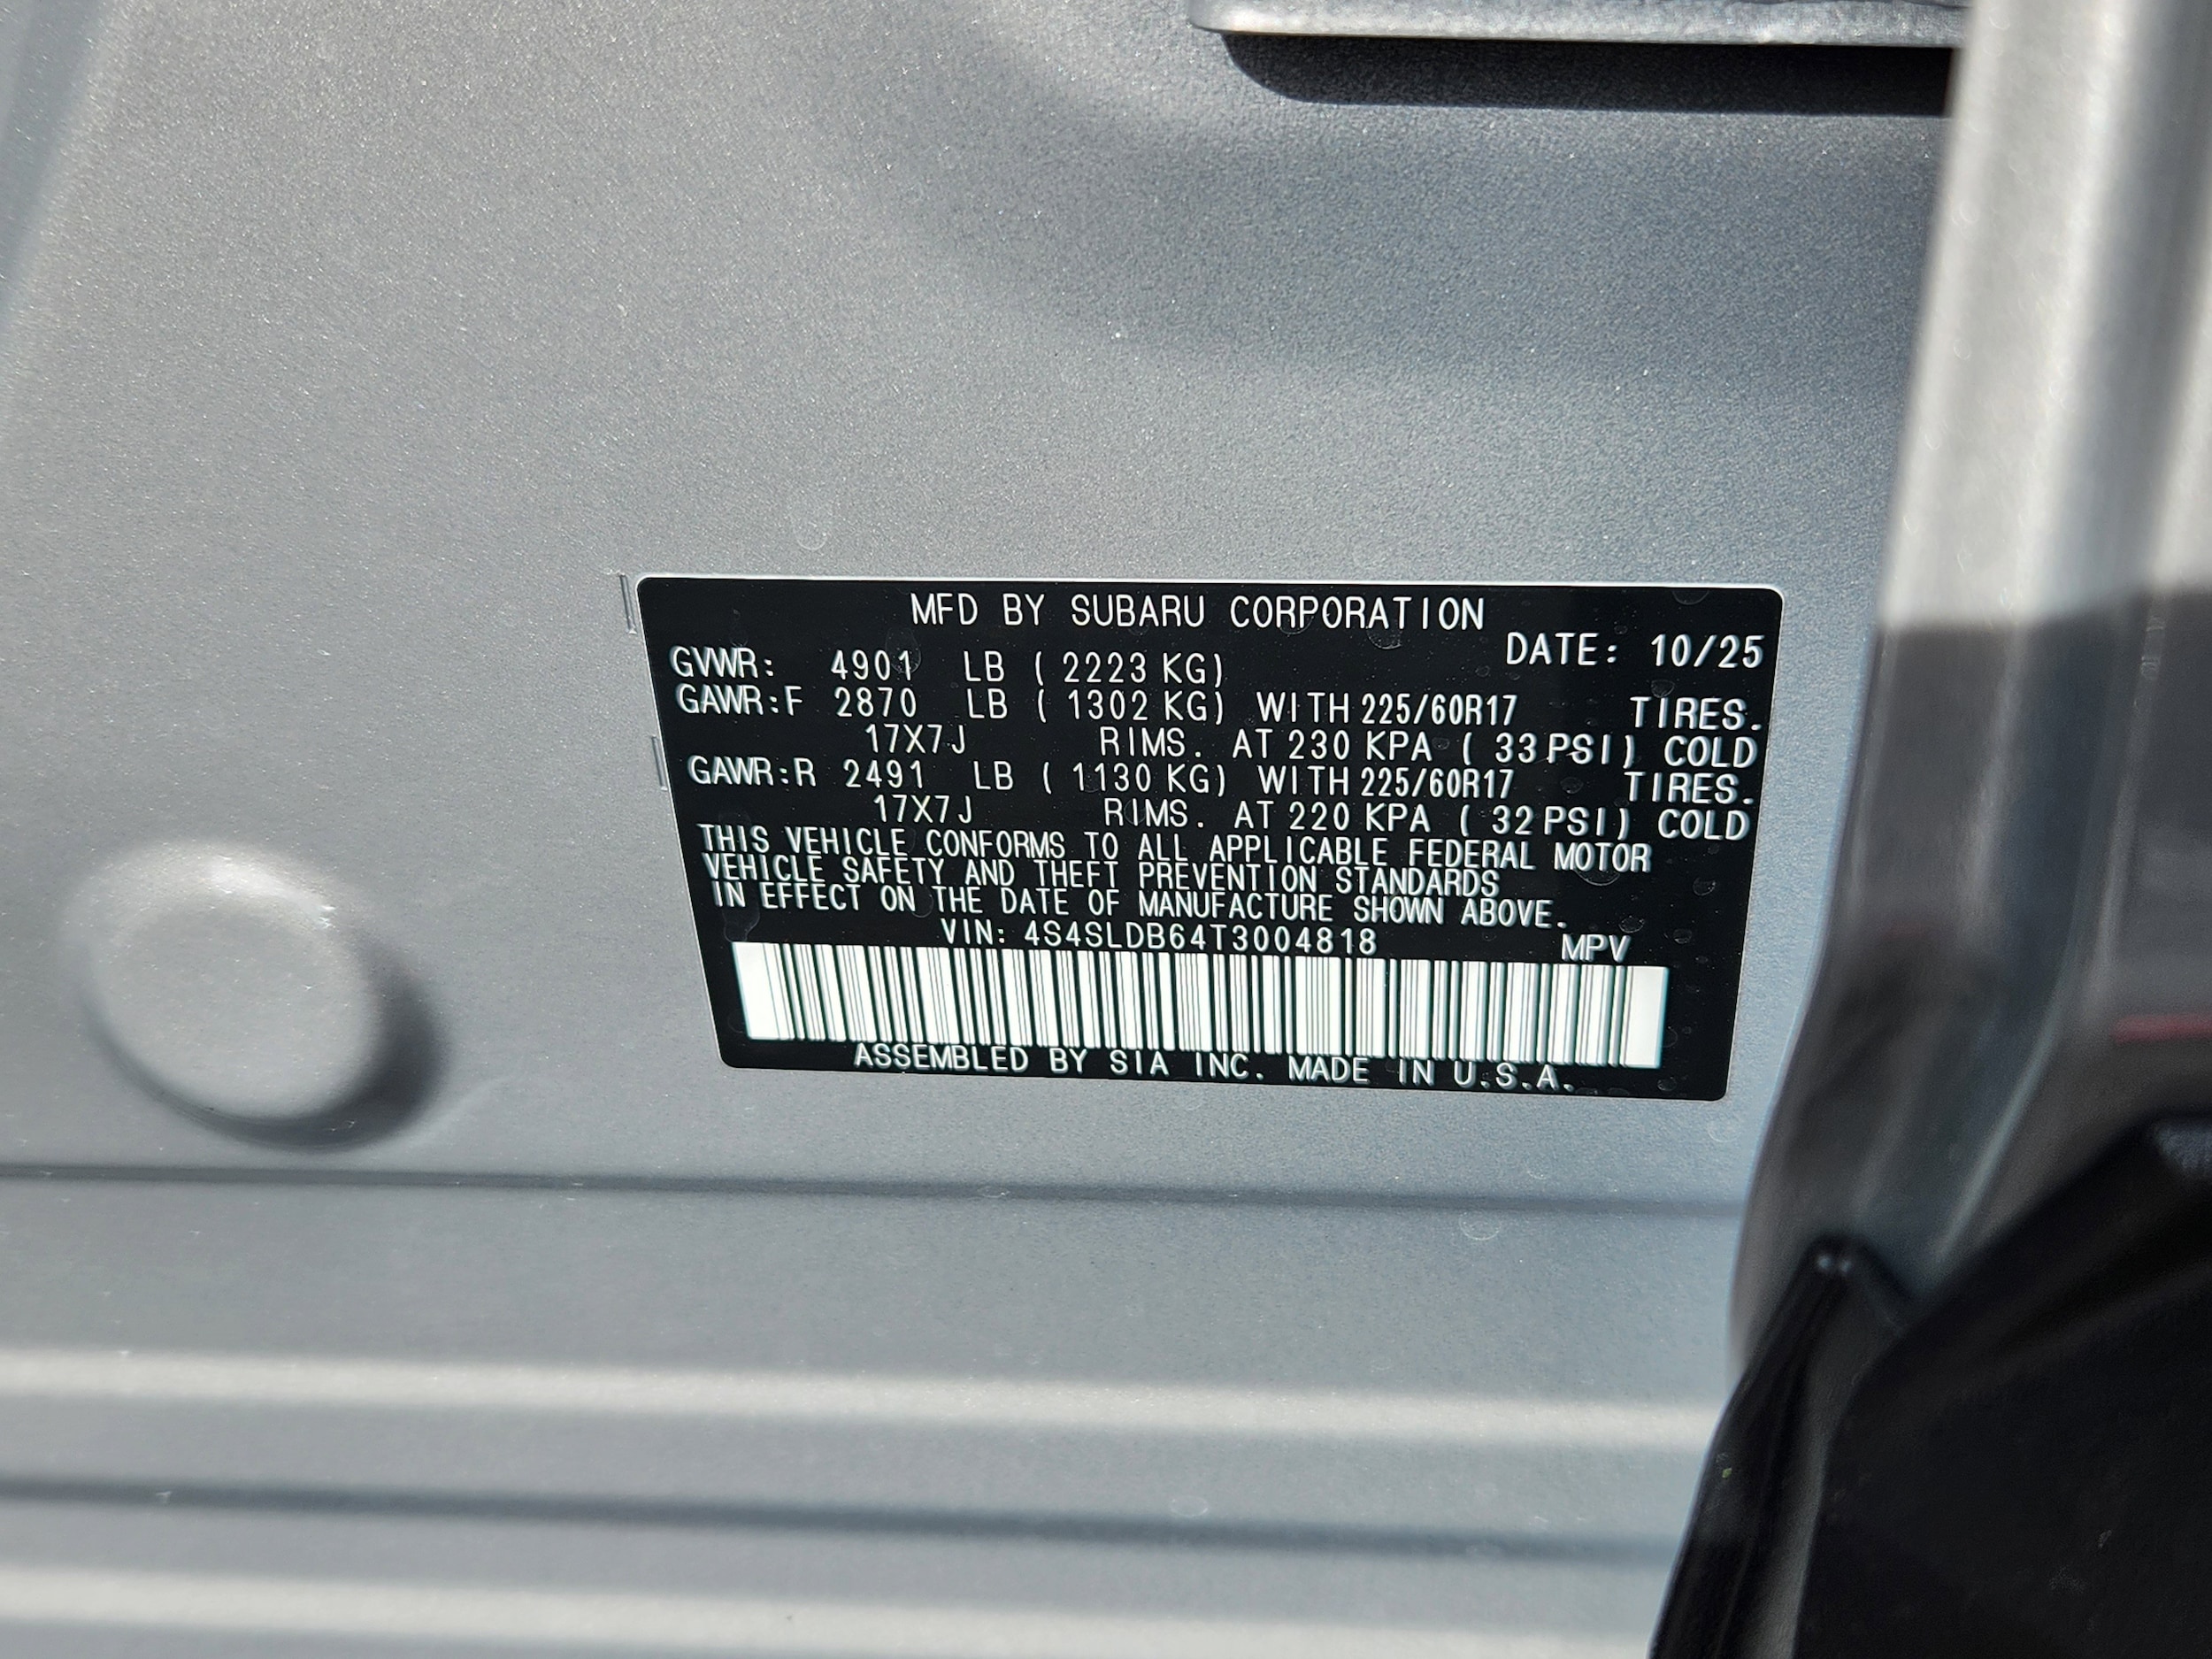 MFD BY SUBARU CORPORATION
DATE: 10/25
GVWR: 4901 LB ( 2223 KG)
GAWR:F 2870 LB ( 1302 KG) WITH 225/60R17 TIRES.
17X7J RIMS. AT 230 KPA ( 33 PSI) COLD
GAWR:R 2491 LB ( 1130 KG) WITH 225/60R17 TIRES.
17X7J RIMS. AT 220 KPA ( 32 PSI) COLD
THIS VEHICLE CONFORMS TO ALL APPLICABLE FEDERAL MOTOR
VEHICLE SAFETY AND THEFT PREVENTION STANDARDS
IN EFFECT ON THE DATE OF MANUFACTURE SHOWN ABOVE.
VIN: 4S4SLDB64T3004818 MPV
ASSEMBLED BY SIA INC. MADE IN U.S.A.